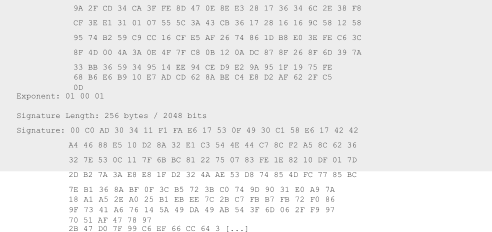 9A 2F CD 34 CA 3F FE 8D 47 0E 8E E3 28 17 36 34 6C 2E 38 F8
CF 3E E1 31 01 07 55 5C 3A 43 CB 36 17 28 16 16 9C 58 12 58
95 74 B2 59 C9 CC 16 CF E5 AF 26 74 86 1D B8 E0 3E FE C6 3C
8F 4D 00 4A 3A 0E 4F 7F C8 0B 12 0A DC 87 8F 26 8F 6D 39 7A
33 BB 36 59 34 95 14 EE 94 CE D9 E2 9A 95 1F 19 75 FE
68 B6 E6 B9 10 E7 AD CD 62 8A BE C4 E8 D2 AF 62 2F C5
0D
Exponent: 01 00 01
Signature Length: 256 bytes / 2048 bits
Signature: 00 C0 AD 30 34 11 F1 FA E6 17 53 0F 49 30 C1 58 E6 17 42 42
A4 46 88 E5 10 D2 8A 32 E1 C3 54 4E 44 C7 8C F2 A5 8C 62 36
32 7E 53 0C 11 7F 6B BC 81 22 75 07 83 FE 1E 82 10 DF 01 7D
2D B2 7A 3A E8 E8 1F D2 32 4A AE 53 D8 74 85 4D FC 77 85 BC
7E B1 36 8A BF 0F 3C B5 72 3B C0 74 9D 90 31 E0 A9 7A
18 A1 A5 2E A0 25 B1 EB EE 7C 2B C7 FB B7 FB 72 F0 86
9F 73 41 A6 76 14 5A 49 DA 49 AB 54 3F 6D 06 2F F9 97
70 51 AF 47 78 97
2B 47 D0 7F 99 C6 EF 66 CC 64 3 [...]